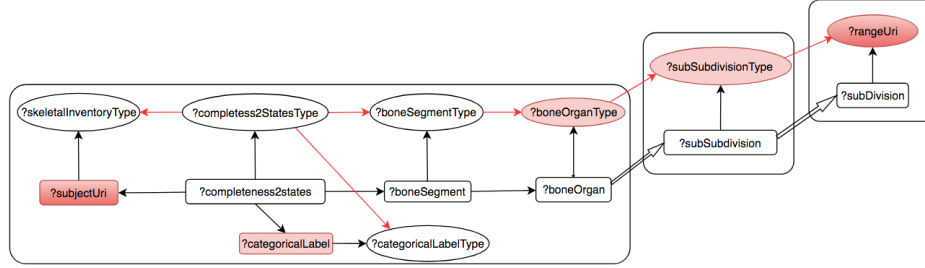 ?rangeUri
?subSubdivisionType
?subDivision
?skeletalInventoryType
?completess2StatesType
?boneSegmentType
?boneOrganType
?subSubdivision
?subjectUri
?completeness2states
?boneSegment
?boneOrgan
?categoricalLabel
?categoricalLabelType